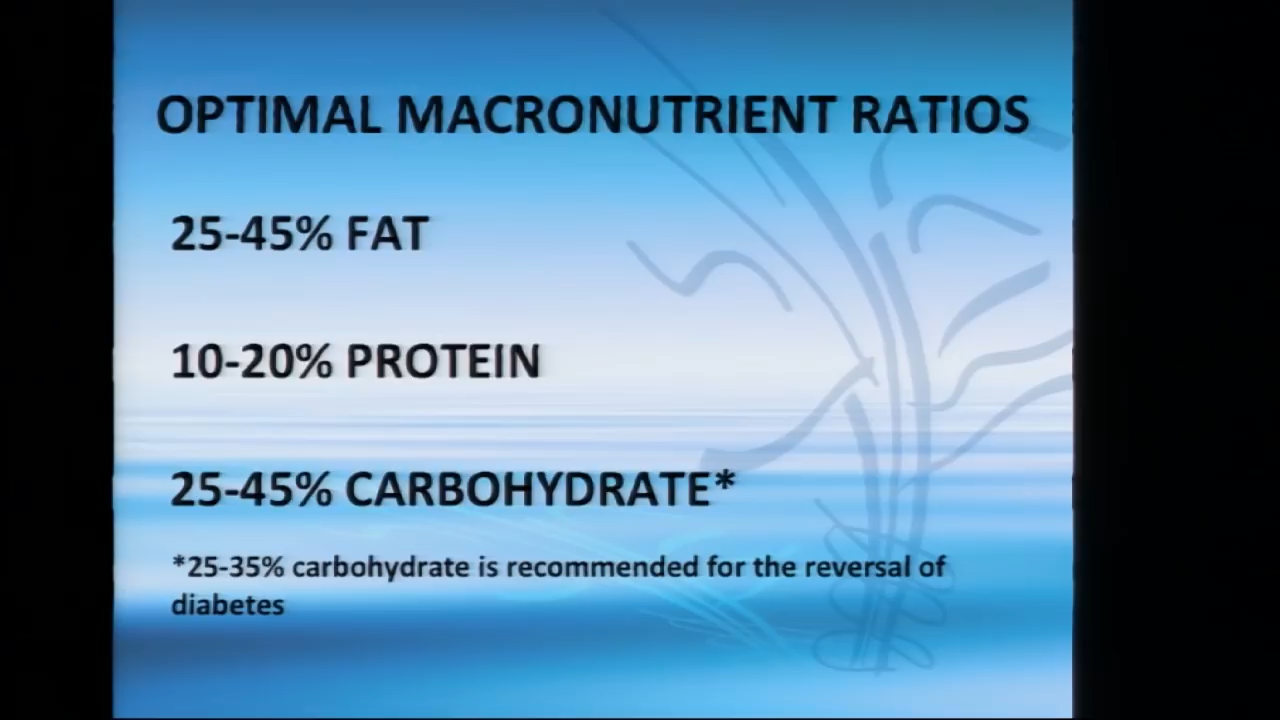 OPTIMAL MACRONUTRIENT RATIOS
25-45% FAT
10-20% PROTEIN
25-45% CARBOHYDRATE*
*25-35% carbohydrate is recommended for the reversal of
diabetes